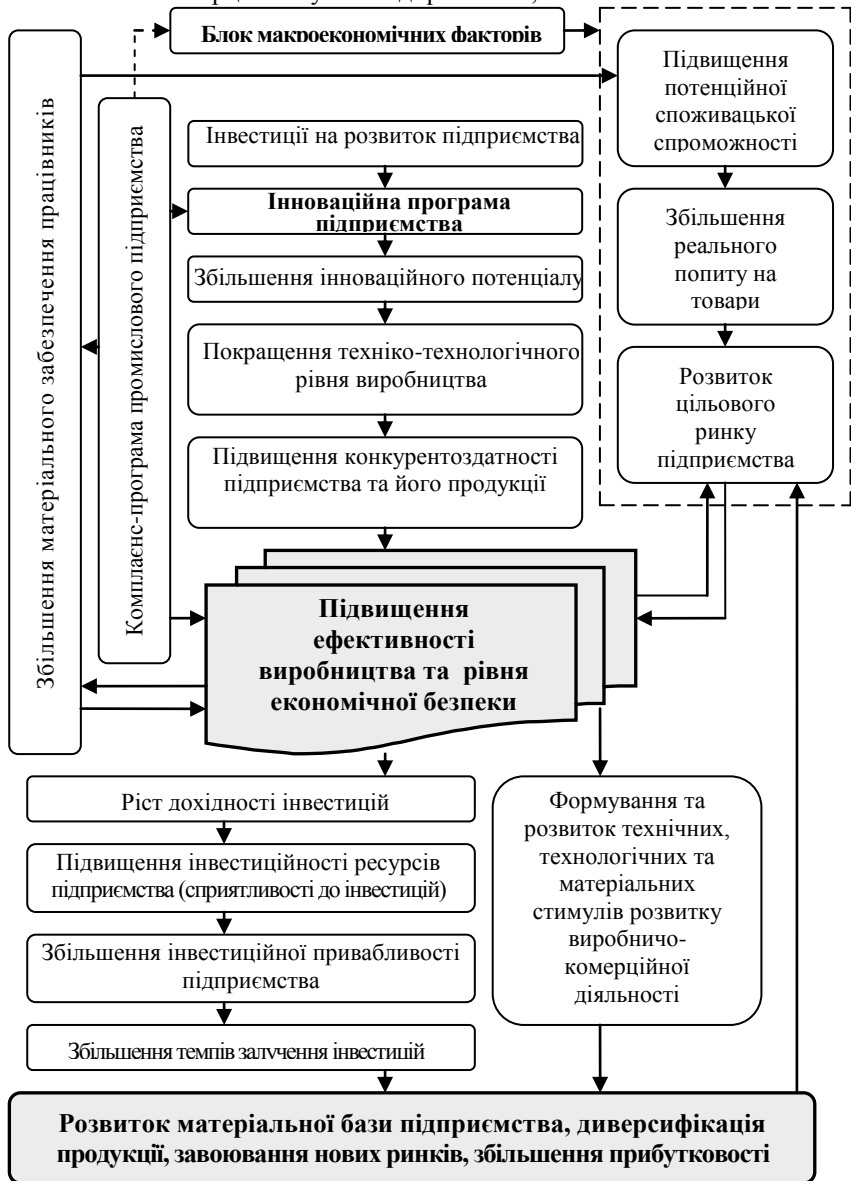 Блок макроекономічних факторів
Збільшення матеріального забезпечення працівників
Комплаєнс-програма промислового підприємства
Інвестиції на розвиток підприємства
Інноваційна програма
підприємства
Збільшення інноваційного потенціалу
Покращення техніко-технологічного
рівня виробництва
Підвищення конкурентоздатності
підприємства та його продукції
Підвищення
потенційної
споживацької
спроможності
Збільшення
реального
попиту на
товари
Розвиток
цільового
ринку
підприємства
Підвищення
ефективності
виробництва та рівня
економічної безпеки
Ріст дохідності інвестицій
Підвищення інвестиційності ресурсів
підприємства (сприятливості до інвестицій)
Збільшення інвестиційної привабливості
підприємства
Збільшення темпів залучення інвестицій
Формування та
розвиток технічних,
технологічних та
матеріальних
стимулів розвитку
виробничо-
комерційної
діяльності
Розвиток матеріальної бази підприємства, диверсифікація
продукції, завоювання нових ринків, збільшення прибутковості